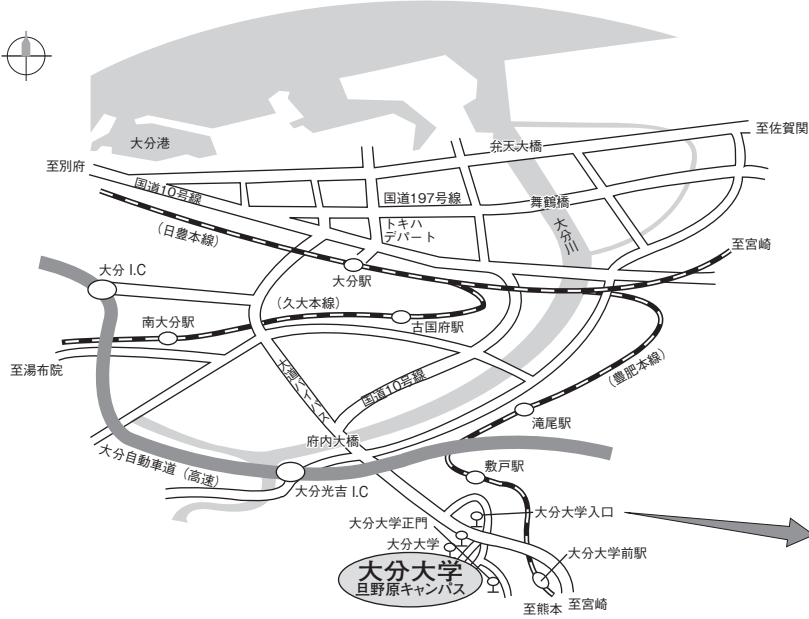 至佐賀関
弁天大橋
大分港
至別府
国道10号線
国道197号線
舞鶴橋
トキハ
デパート
大分川
(日豊本線)
至宮崎
大分 I.C
大分駅
(久大本線)
南大分駅
古国府駅
至湯布院
大道バイパス
国道10号線
(豊肥本線)
滝尾駅
府内大橋
大分自動車道 (高速)
敷戸駅
大分光吉 I.C
大分大学入口
大分大学正門
大分大学
大分大学前駅
大分大学
旦野原キャンパス
至熊本
至宮崎